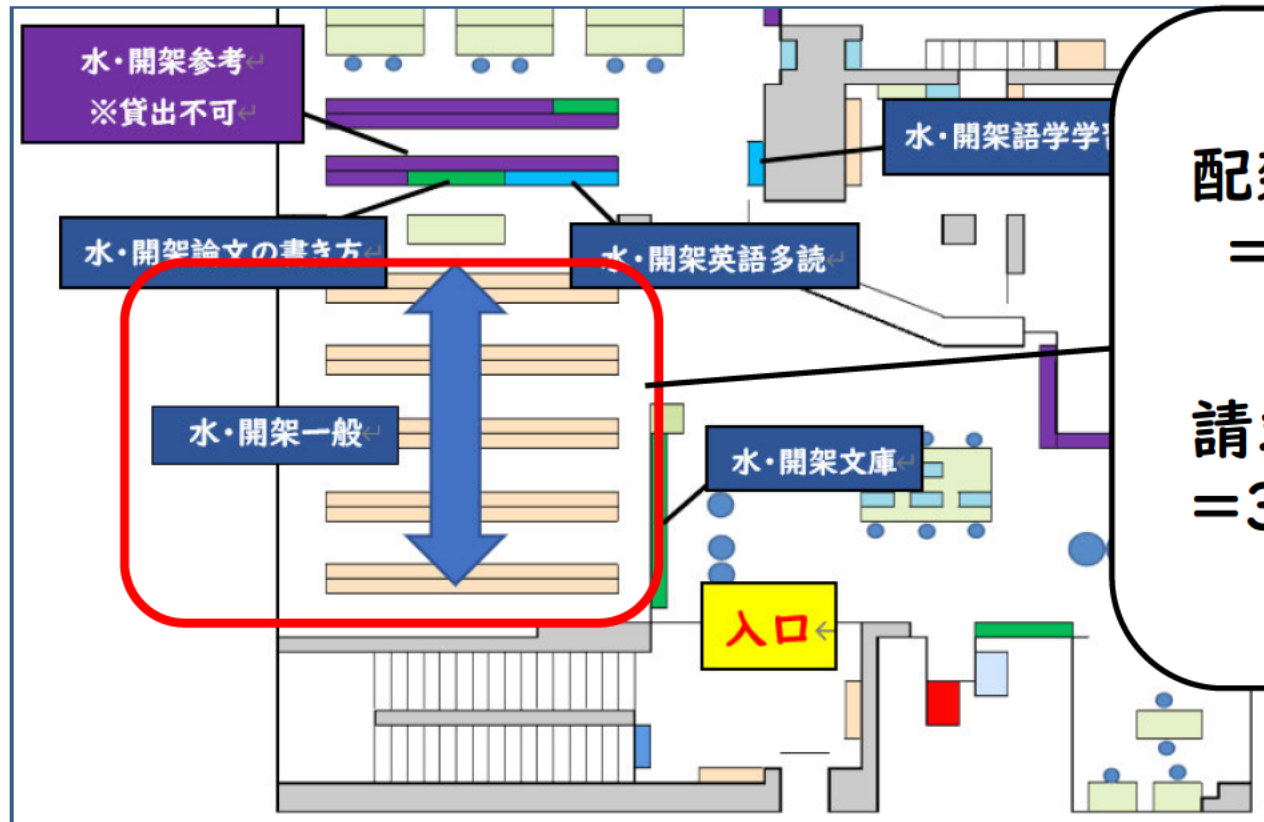 水・開架参考
※貸出不可
水・開架語学学
水・開架論文の書き方
水・開架英語多読
水・開架一般
水・開架文庫
入口
配
=
請
=3